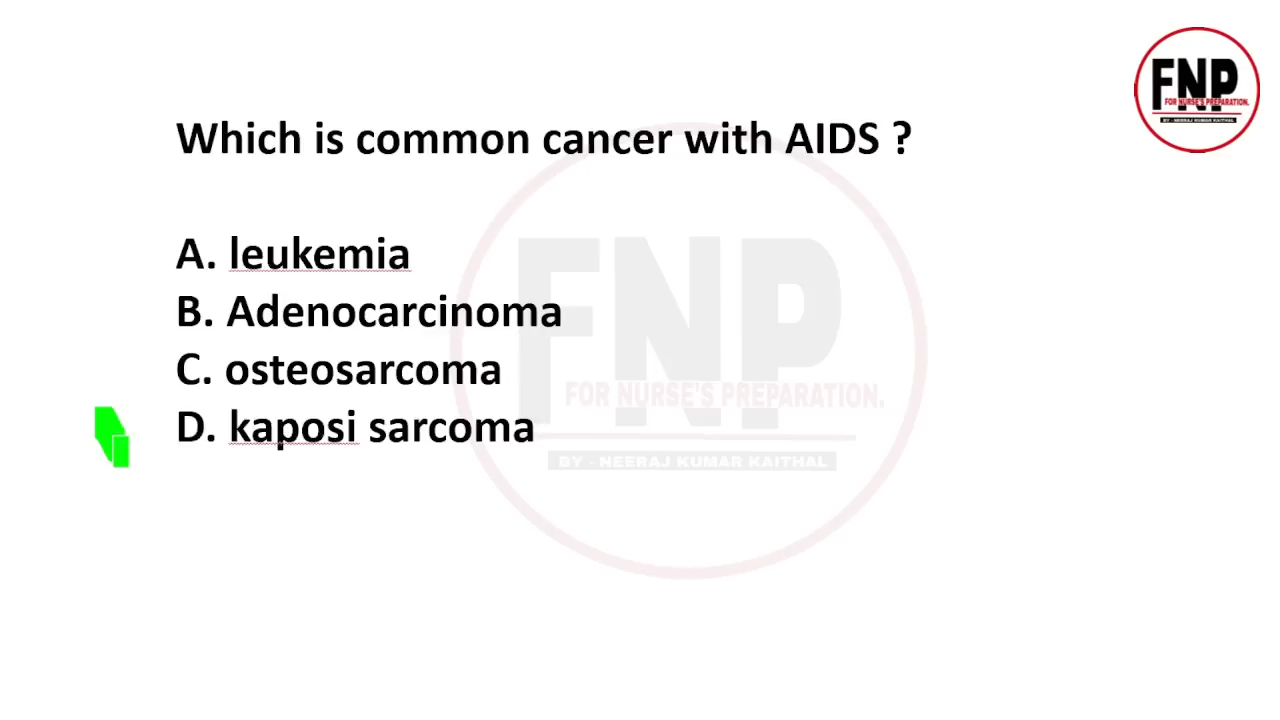 FNP
FOR NURSE'S PREPARATION.
BY - NEERAJ KUMAR KAITHAL
Which is common cancer with AIDS ?
A. leukemia
B. Adenocarcinoma
C. osteosarcoma
D. kaposi sarcoma
FNP
FOR NURSE'S PREPARATION.
BY - NEERAJ KUMAR KAITHAL